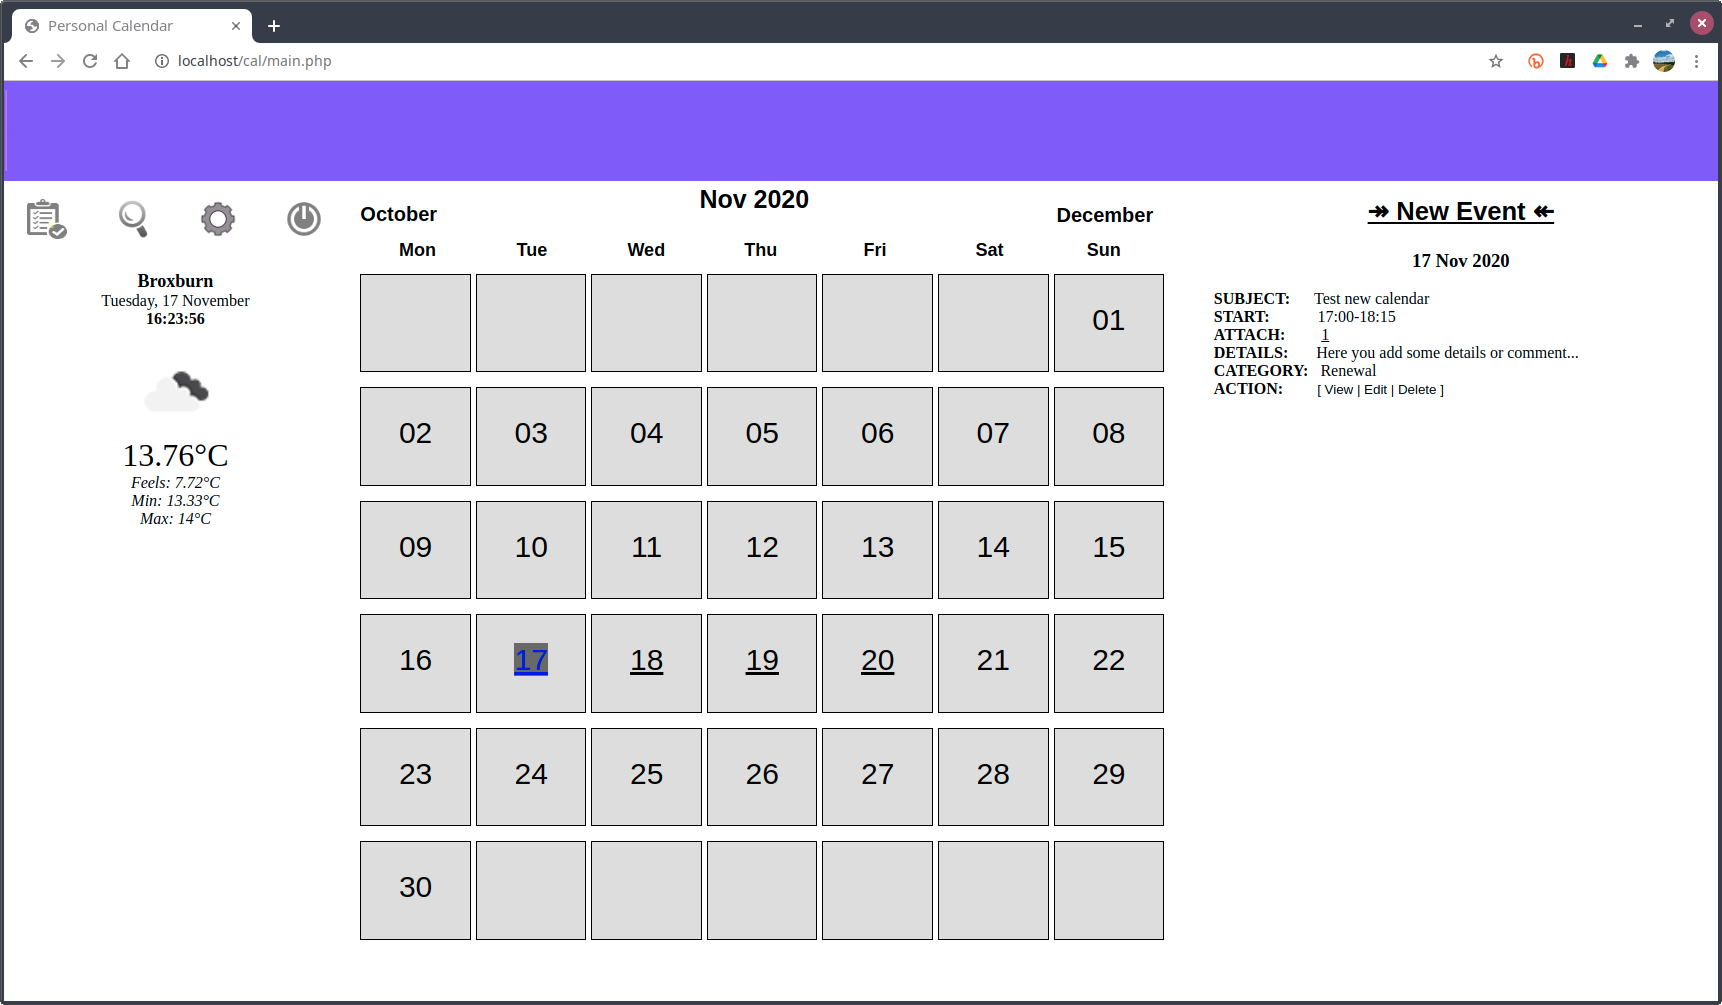 Personal Calendar
localhost/cal/main.php
Broxburn
Tuesday, 17 November
16:23:56
13.76°C
Feels: 7.72°C
Min: 13.33°C
Max: 14°C
Nov 2020
October December
Mon Tue Wed Thu Fri Sat Sun
01
02 03 04 05 06 07 08
09 10 11 12 13 14 15
16 17 18 19 20 21 22
23 24 25 26 27 28 29
30
↠ New Event ↞
17 Nov 2020
SUBJECT: Test new calendar
START: 17:00-18:15
ATTACH: 1
DETAILS: Here you add some details or comment...
CATEGORY: Renewal
ACTION: [ View | Edit | Delete ]